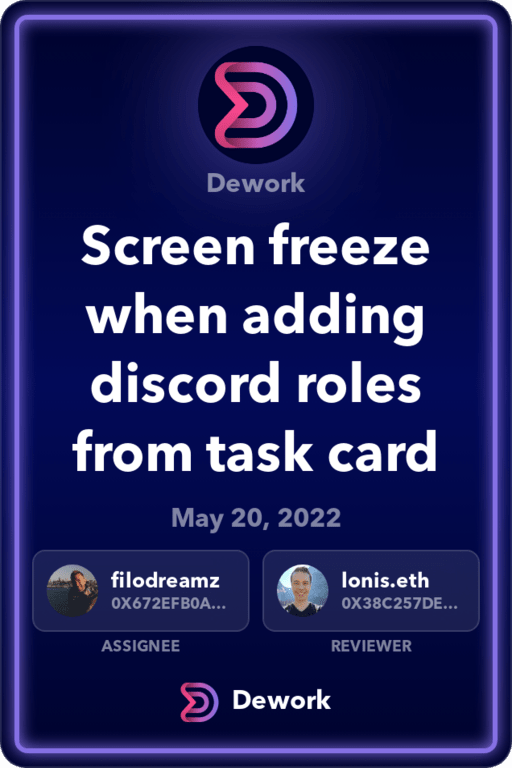 Dework
Screen freeze
when adding
discord roles
from task card
May 20, 2022
filodreamz
0X672EFB0A...
ASSIGNEE
lonis.eth
0X38C257DE...
REVIEWER
Dework